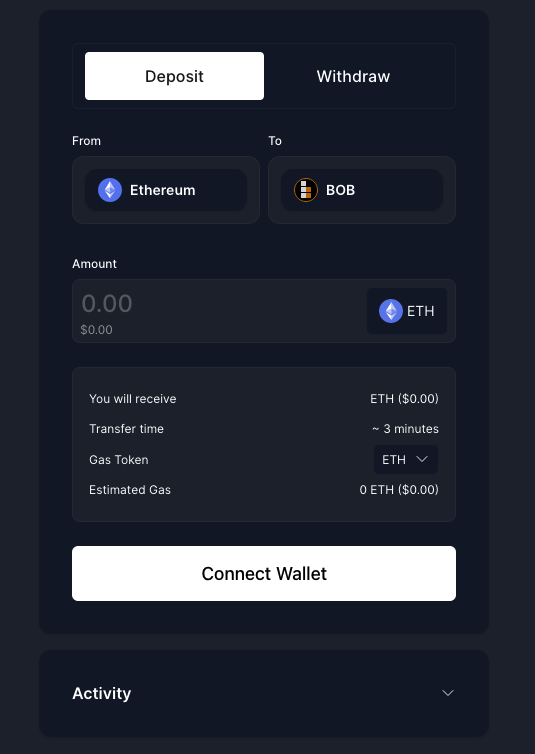 Deposit Withdraw
From To
Ethereum BOB
Amount
0.00
ETH
$0.00
You will receive ETH ($0.00)
Transfer time ~ 3 minutes
Gas Token ETH
Estimated Gas 0 ETH ($0.00)
Connect Wallet
Activity